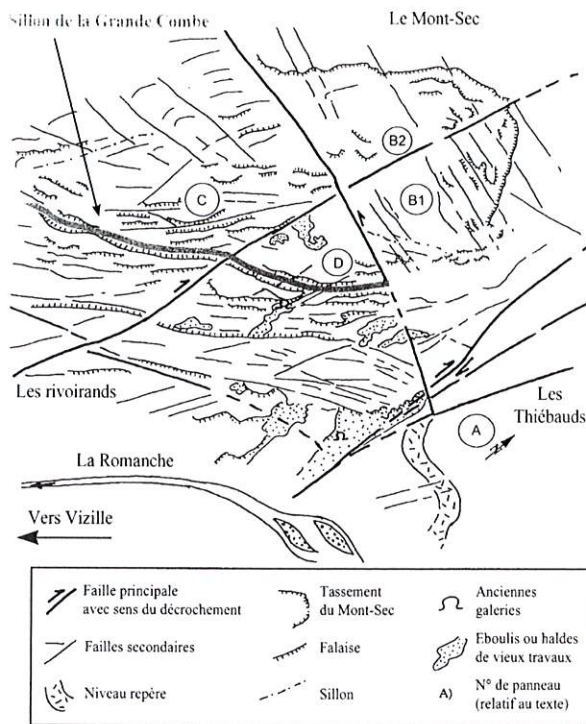 Sillon de la Grande Combe
Le Mont-Sec
B2
C
B1
D
Les rivoirands
Les
Thiébauds
A
N
La Romanche
Vers Vizille
Faille principale
avec sens du décrochement
Tassement
du Mont-Sec
Anciennes
galeries
Failles secondaires
Falaise
Eboulis ou haldes
de vieux travaux
Niveau repère
Sillon
A)
N° de panneau
(relatif au texte)